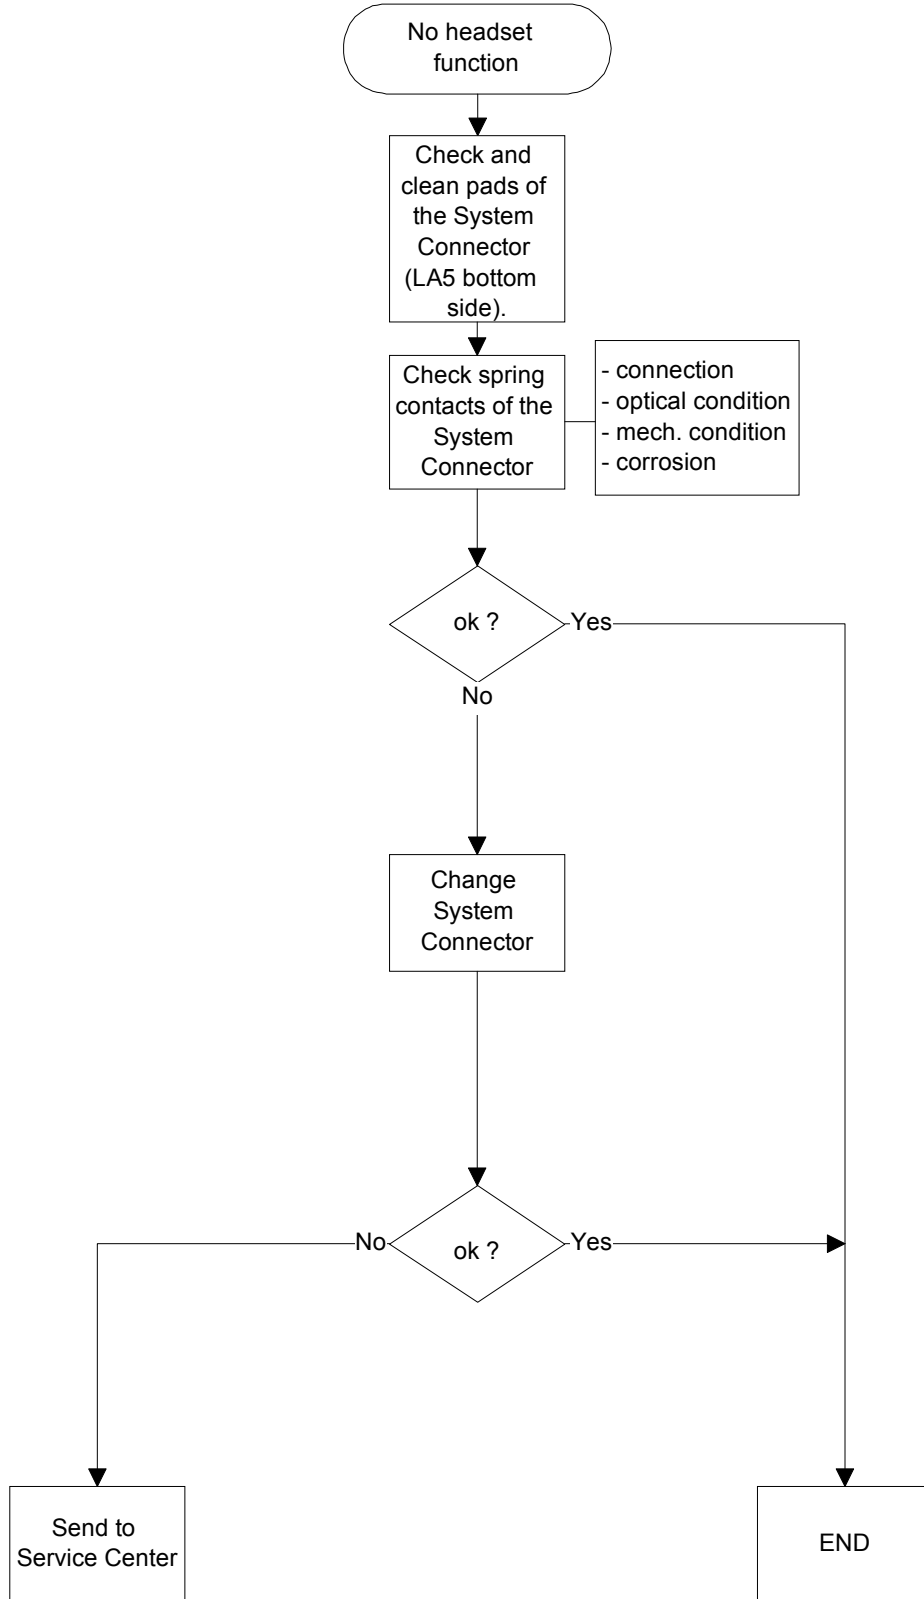 No headset
function
Check and
clean pads of
the System
Connector
(LA5 bottom
side).
Check spring
contacts of the
System
Connector
- connection
- optical condition
- mech. condition
- corrosion
ok ?
Yes
No
Change
System
Connector
No
ok ?
Yes
Send to
Service Center
END